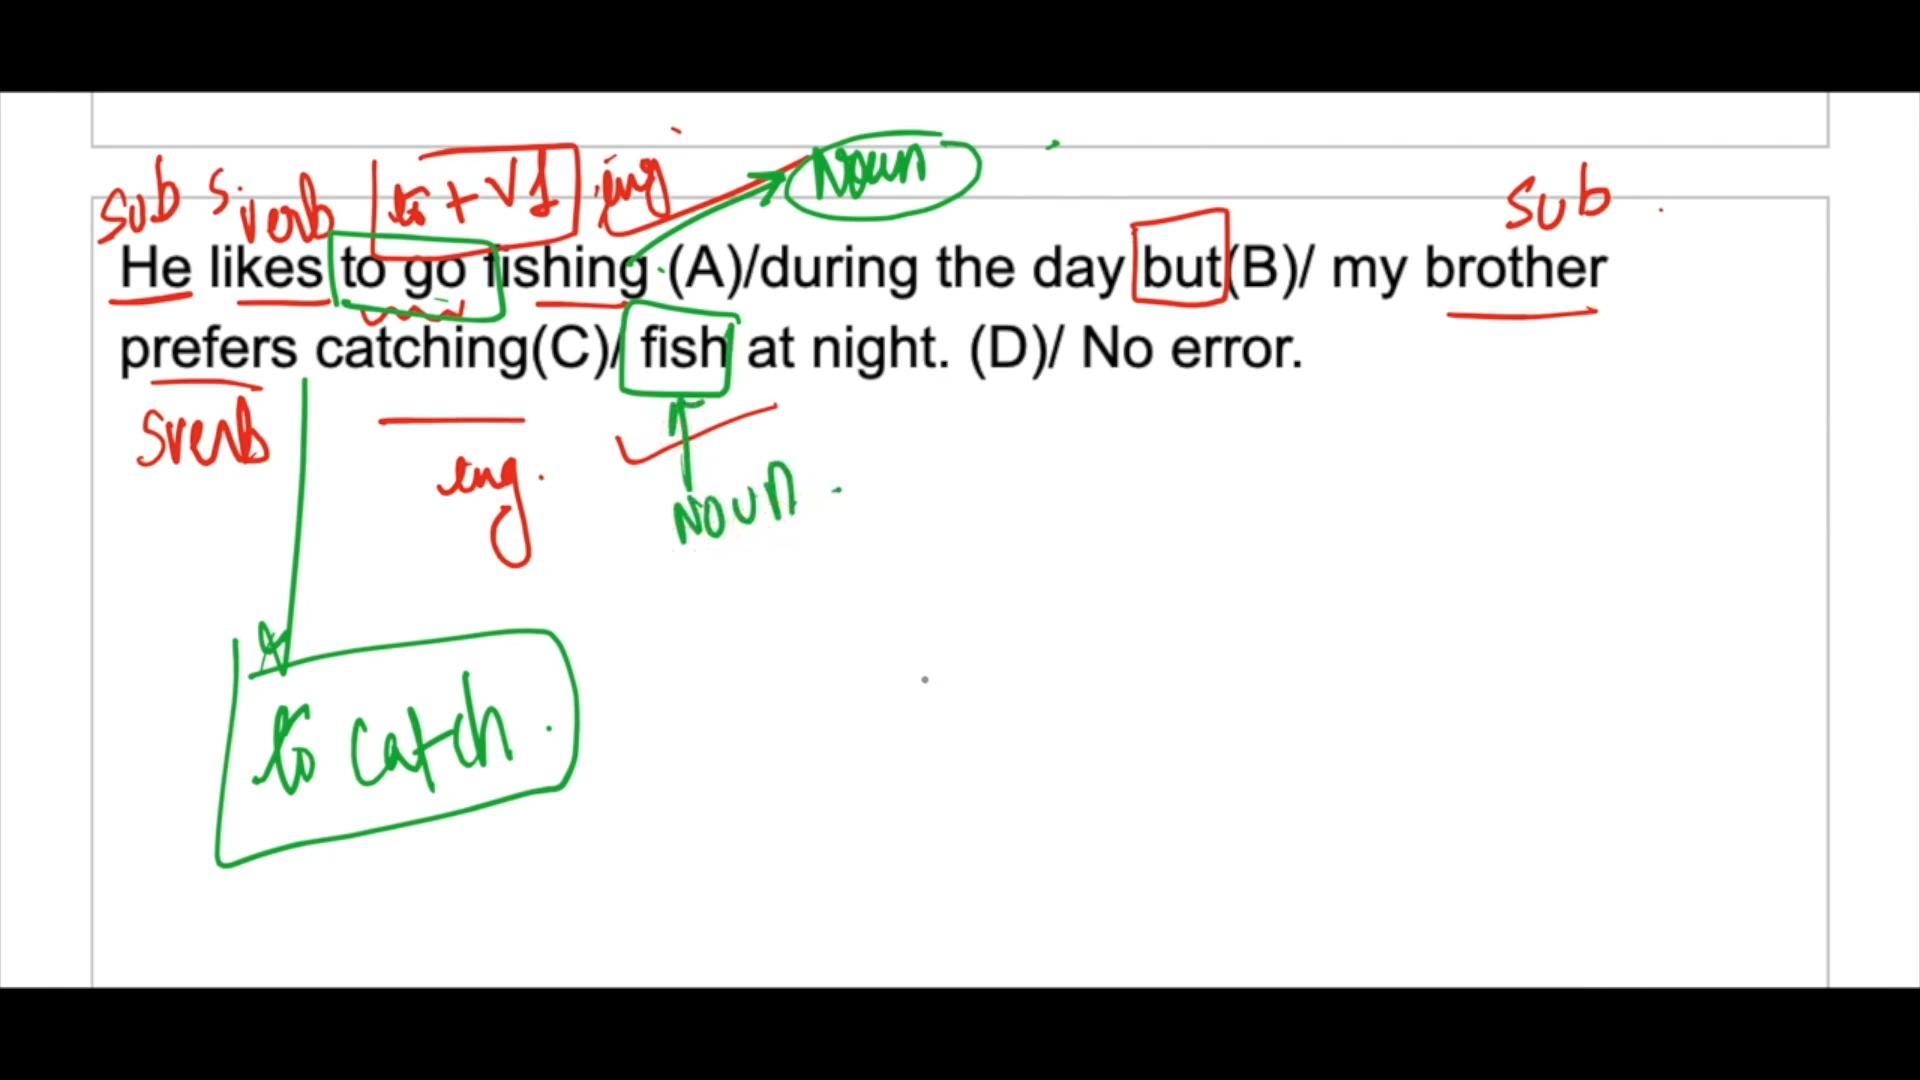 sub s. verb to + V1 ing Noun sub.
He likes to go fishing (A)/during the day but(B)/ my brother
prefers catching(C)/ fish at night. (D)/ No error.
sverb ing. Noun
to catch.